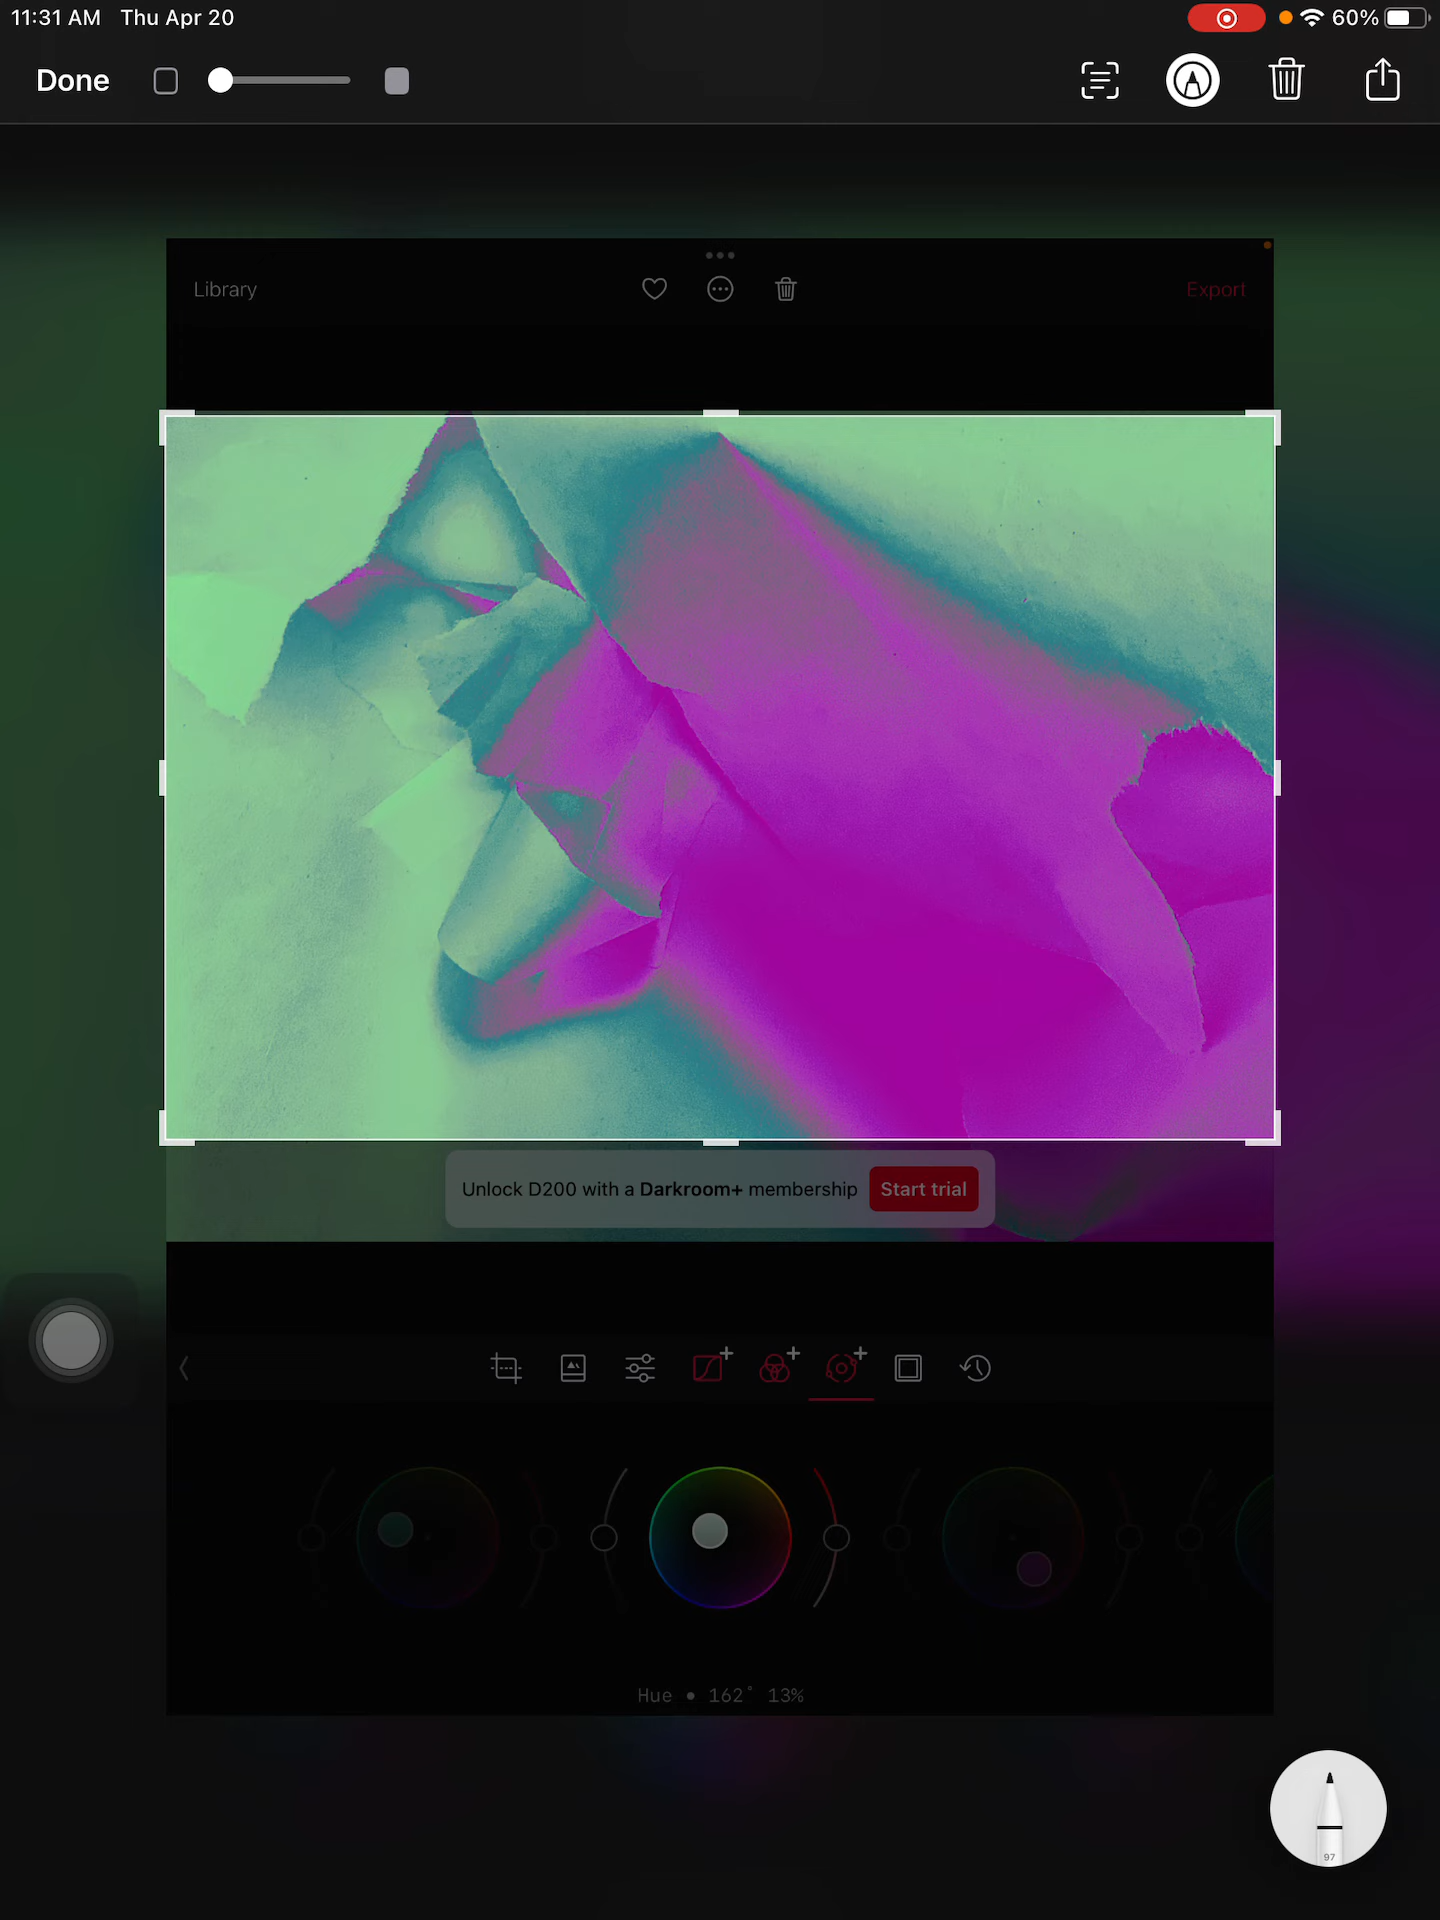 11:31 AM Thu Apr 20 60%
Done
Library Export
Unlock D200 with a Darkroom+ membership Start trial
Hue • 162° 13%
97